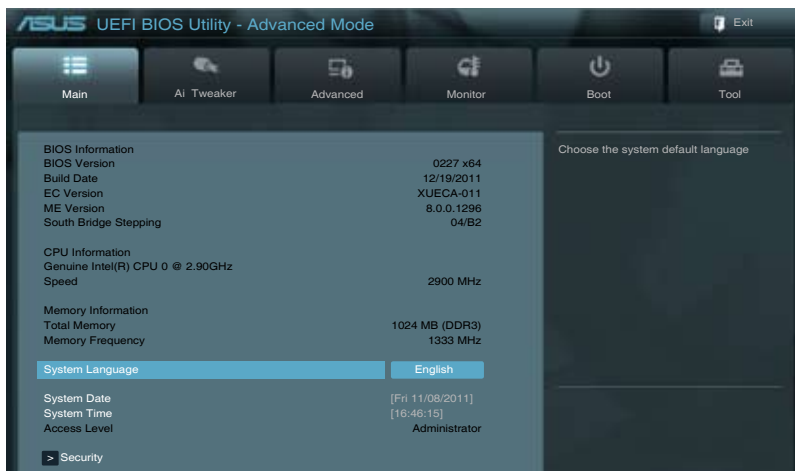 ASUS UEFI BIOS Utility - Advanced Mode
Exit
Main
Ai Tweaker
Advanced
Monitor
Boot
Tool
BIOS Information
BIOS Version 0227 x64
Build Date 12/19/2011
EC Version XUECA-011
ME Version 8.0.0.1296
South Bridge Stepping 04/B2
CPU Information
Genuine Intel(R) CPU 0 @ 2.90GHz
Speed 2900 MHz
Memory Information
Total Memory 1024 MB (DDR3)
Memory Frequency 1333 MHz
System Language English
System Date [Fri 11/08/2011]
System Time [16:46:15]
Access Level Administrator
> Security
Choose the system default language